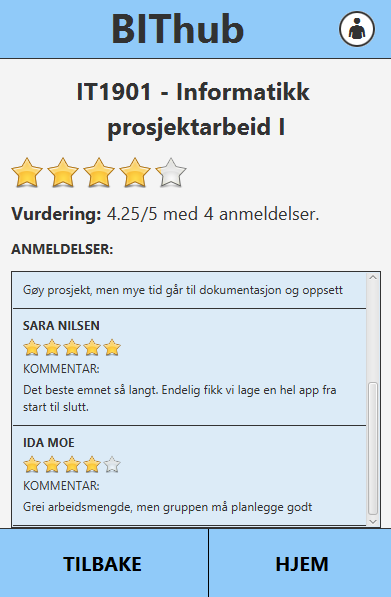 BIThub
IT1901 - Informatikk
prosjektarbeid I
Vurdering: 4.25/5 med 4 anmeldelser.
ANMELDELSER:
Gøy prosjekt, men mye tid går til dokumentasjon og oppsett
SARA NILSEN
KOMMENTAR:
Det beste emnet så langt. Endelig fikk vi lage en hel app fra
start til slutt.
IDA MOE
KOMMENTAR:
Grei arbeidsmengde, men gruppen må planlegge godt
TILBAKE
HJEM